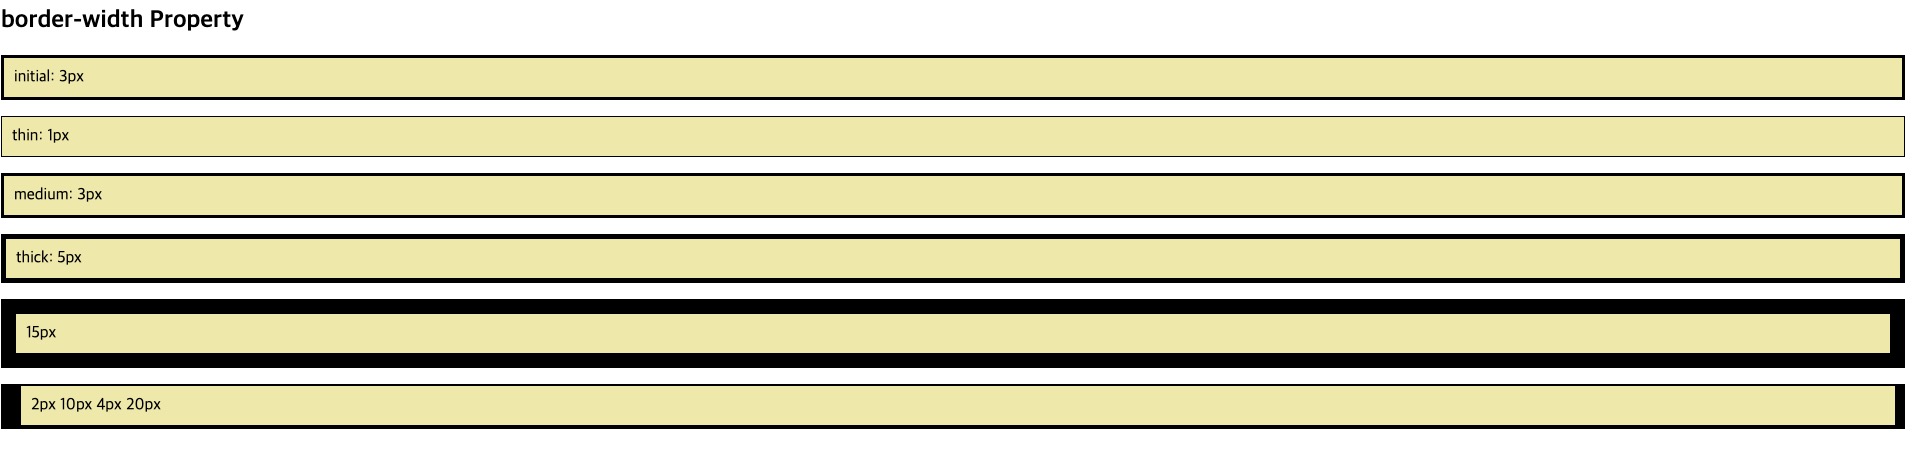 border-width Property
initial: 3px
thin: 1px
medium: 3px
thick: 5px
15px
2px 10px 4px 20px